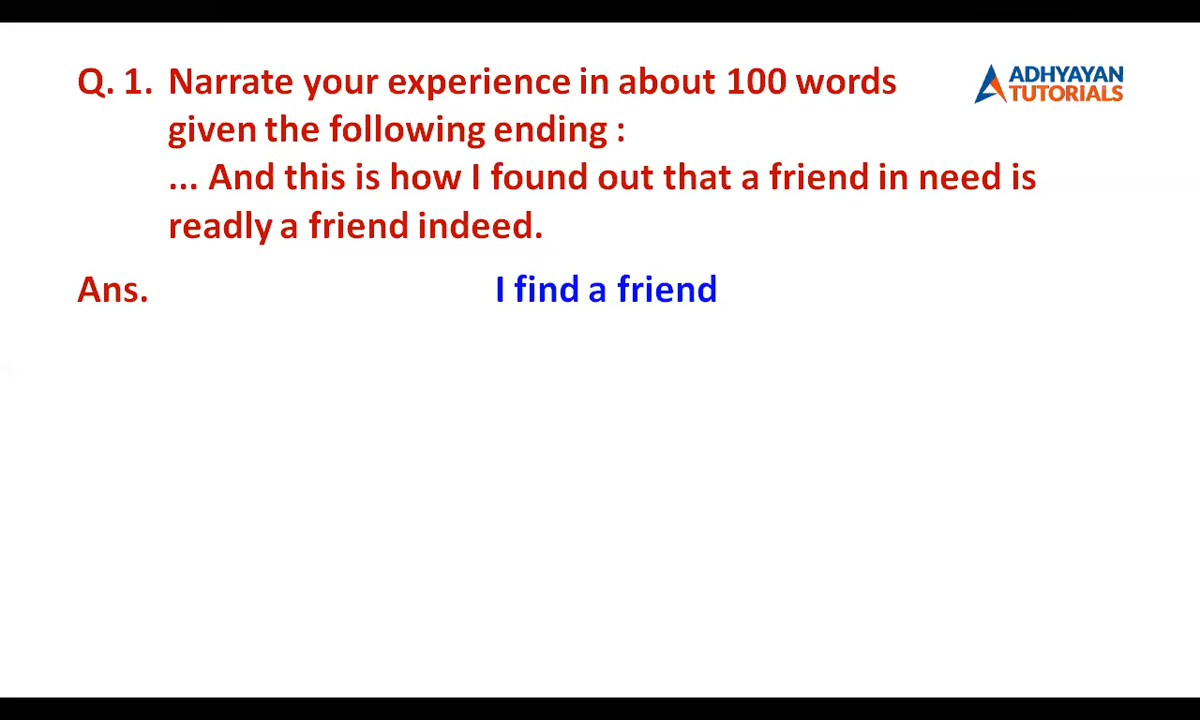 Q. 1. Narrate your experience in about 100 words
ADHYAYAN
TUTORIALS
given the following ending :
... And this is how I found out that a friend in need is
readly a friend indeed.
Ans. I find a friend